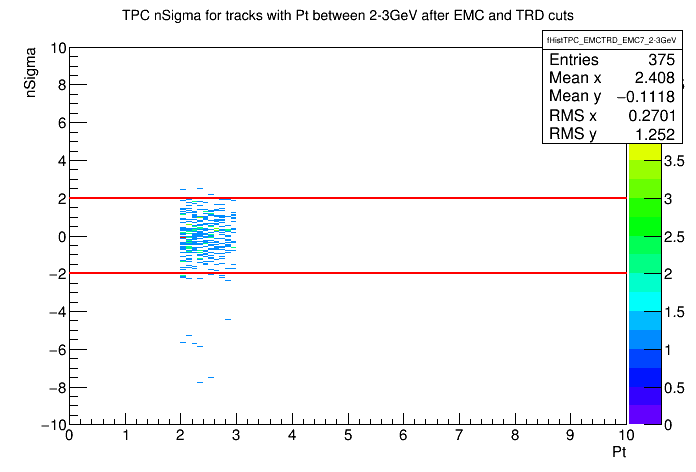 TPC nSigma for tracks with Pt between 2-3GeV after EMC and TRD cuts
fHistTPC_EMCTRD_EMC7_2-3GeV
Entries 375
Mean x 2.408
Mean y −0.1118
RMS x 0.2701
RMS y 1.252
nSigma
10
8
6
4
2
0
−2
−4
−6
−8
−10
0 1 2 3 4 5 6 7 8 9 10
Pt
3.5
3
2.5
2
1.5
1
0.5
0